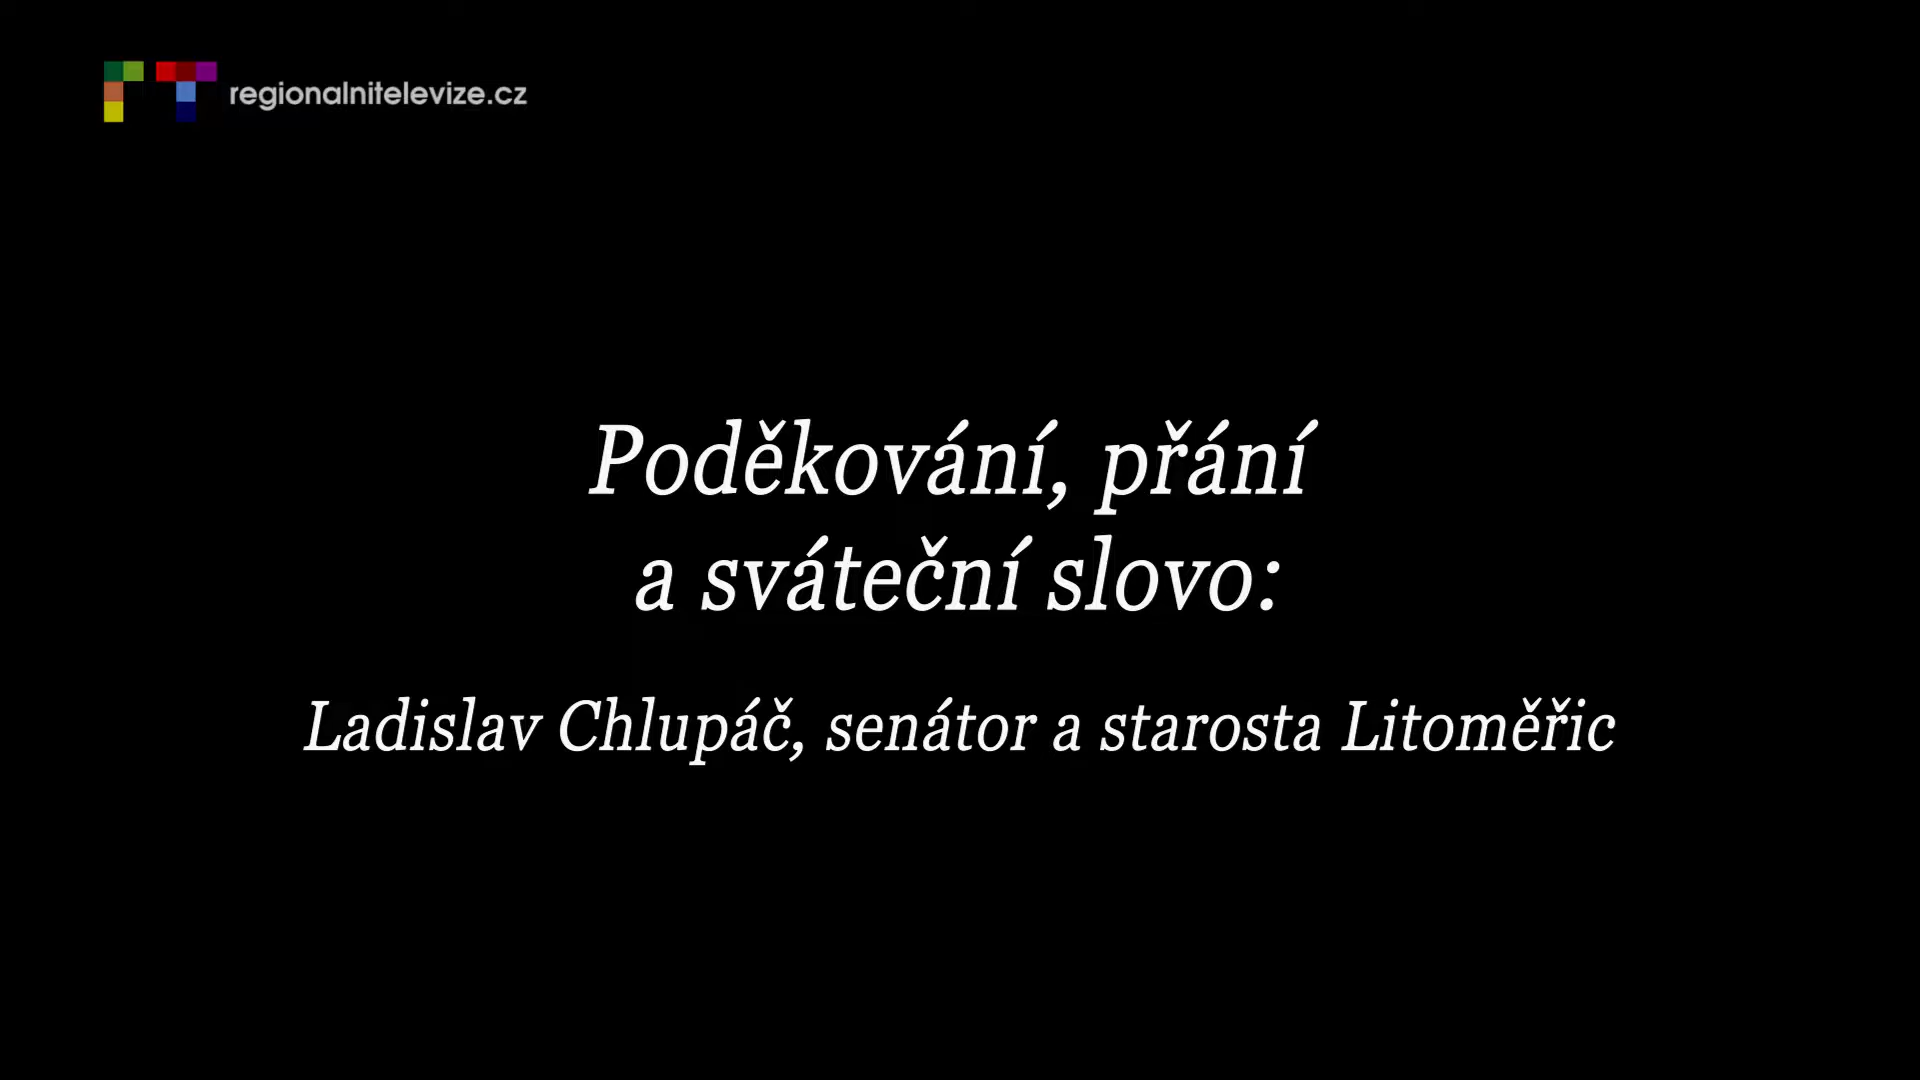 regionalnitelevize.cz
Poděkování, přání
a sváteční slovo:
Ladislav Chlupáč, senátor a starosta Litoměřic